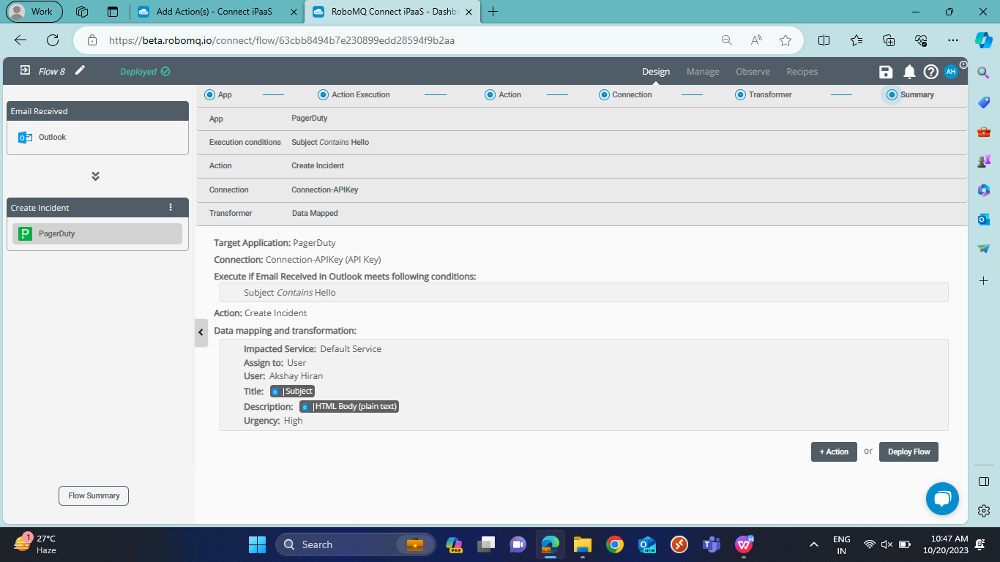 Work
Add Action(s) - Connect iPaaS
RoboMQ Connect iPaaS - Dashb
https://beta.robomq.io/connect/flow/63cbb8494b7e230899edd28594f9b2aa
Flow 8
Deployed
Design
Manage
Observe
Recipes
AH
Email Received
Outlook
Create Incident
PagerDuty
Flow Summary
App
Action Execution
Action
Connection
Transformer
Summary
App PagerDuty
Execution conditions Subject Contains Hello
Action Create Incident
Connection Connection-APIKey
Transformer Data Mapped
Target Application: PagerDuty
Connection: Connection-APIKey (API Key)
Execute if Email Received in Outlook meets following conditions:
Subject Contains Hello
Action: Create Incident
Data mapping and transformation:
Impacted Service: Default Service
Assign to: User
User: Akshay Hiran
Title: |Subject
Description: |HTML Body (plain text)
Urgency: High
+ Action or Deploy Flow
1
27°C
Haze
Search
PRE
NEW
ENG
IN
10:47 AM
10/20/2023